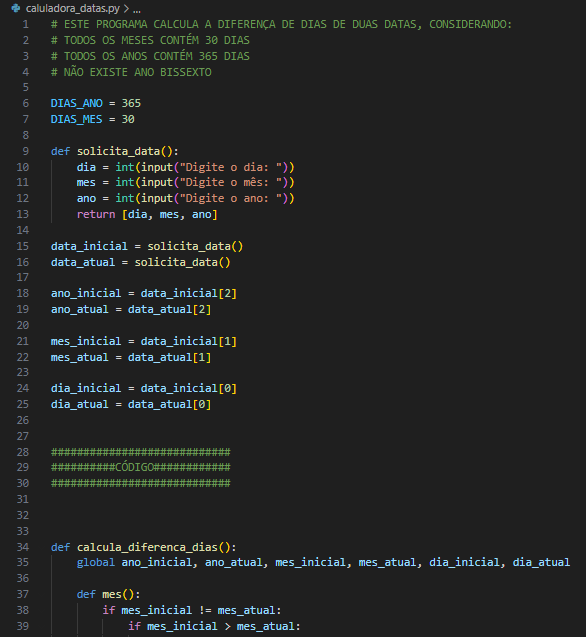 caluladora_datas.py > ...
1 # ESTE PROGRAMA CALCULA A DIFERENÇA DE DIAS DE DUAS DATAS, CONSIDERANDO:
2 # TODOS OS MESES CONTÉM 30 DIAS
3 # TODOS OS ANOS CONTÉM 365 DIAS
4 # NÃO EXISTE ANO BISSEXTO
5
6 DIAS_ANO = 365
7 DIAS_MES = 30
8
9 def solicita_data():
10     dia = int(input("Digite o dia: "))
11     mes = int(input("Digite o mês: "))
12     ano = int(input("Digite o ano: "))
13     return [dia, mes, ano]
14
15 data_inicial = solicita_data()
16 data_atual = solicita_data()
17
18 ano_inicial = data_inicial[2]
19 ano_atual = data_atual[2]
20
21 mes_inicial = data_inicial[1]
22 mes_atual = data_atual[1]
23
24 dia_inicial = data_inicial[0]
25 dia_atual = data_atual[0]
26
27
28 ############################
29 ##########CÓDIGO############
30 ############################
31
32
33
34 def calcula_diferenca_dias():
35     global ano_inicial, ano_atual, mes_inicial, mes_atual, dia_inicial, dia_atual
36
37     def mes():
38         if mes_inicial != mes_atual:
39             if mes_inicial > mes_atual: